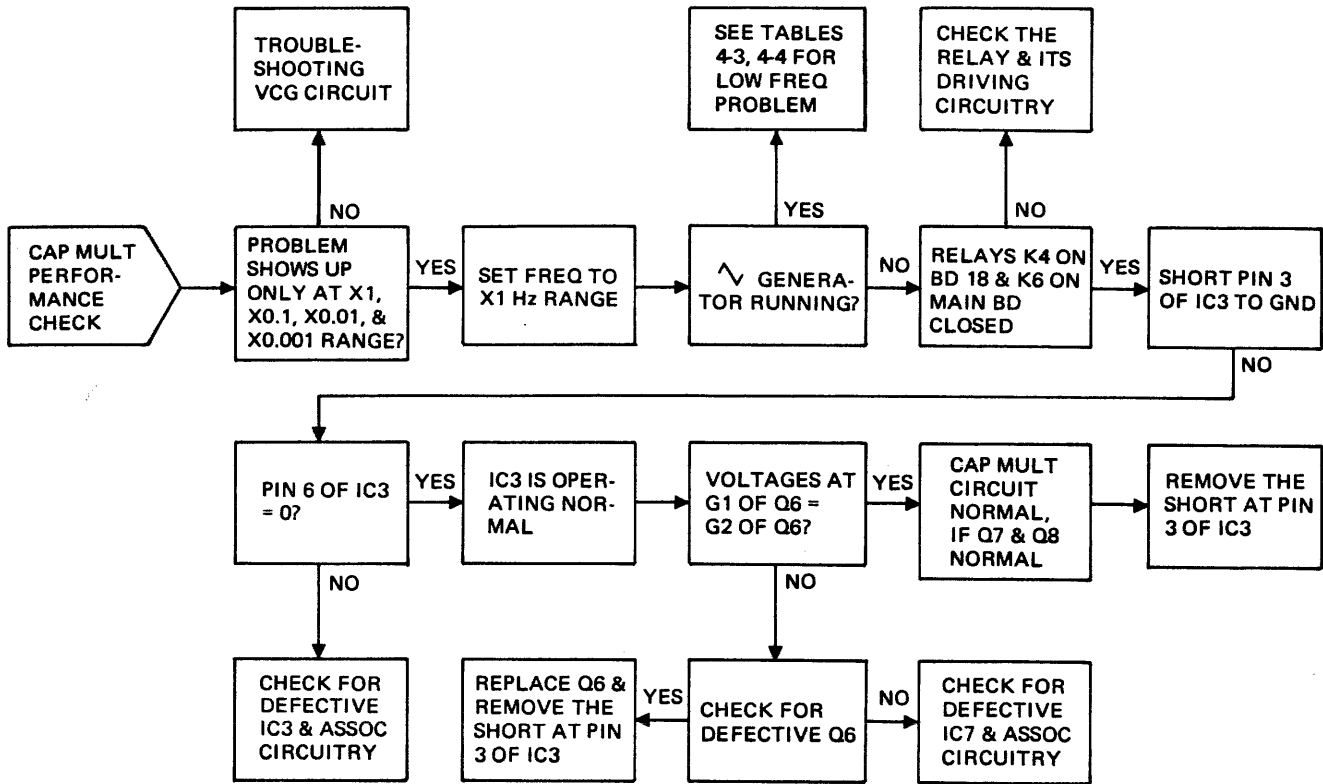 TROUBLE-
SHOOTING
VCG CIRCUIT
SEE TABLES
4-3, 4-4 FOR
LOW FREQ
PROBLEM
CHECK THE
RELAY & ITS
DRIVING
CIRCUITRY
NO
YES
NO
CAP MULT
PERFOR-
MANCE
CHECK
PROBLEM
SHOWS UP
ONLY AT X1,
X0.1, X0.01, &
X0.001 RANGE?
YES
SET FREQ TO
X1 Hz RANGE
GENERA-
TOR RUNNING?
NO
RELAYS K4 ON
BD 18 & K6 ON
MAIN BD
CLOSED
YES
SHORT PIN 3
OF IC3 TO GND
NO
PIN 6 OF IC3
= 0?
YES
IC3 IS OPER-
ATING NOR-
MAL
VOLTAGES AT
G1 OF Q6 =
G2 OF Q6?
YES
CAP MULT
CIRCUIT
NORMAL,
IF Q7 & Q8
NORMAL
REMOVE THE
SHORT AT PIN
3 OF IC3
NO
NO
CHECK FOR
DEFECTIVE
IC3 & ASSOC
CIRCUITRY
REPLACE Q6 &
REMOVE THE
SHORT AT PIN
3 OF IC3
YES
CHECK FOR
DEFECTIVE Q6
NO
CHECK FOR
DEFECTIVE
IC7 & ASSOC
CIRCUITRY